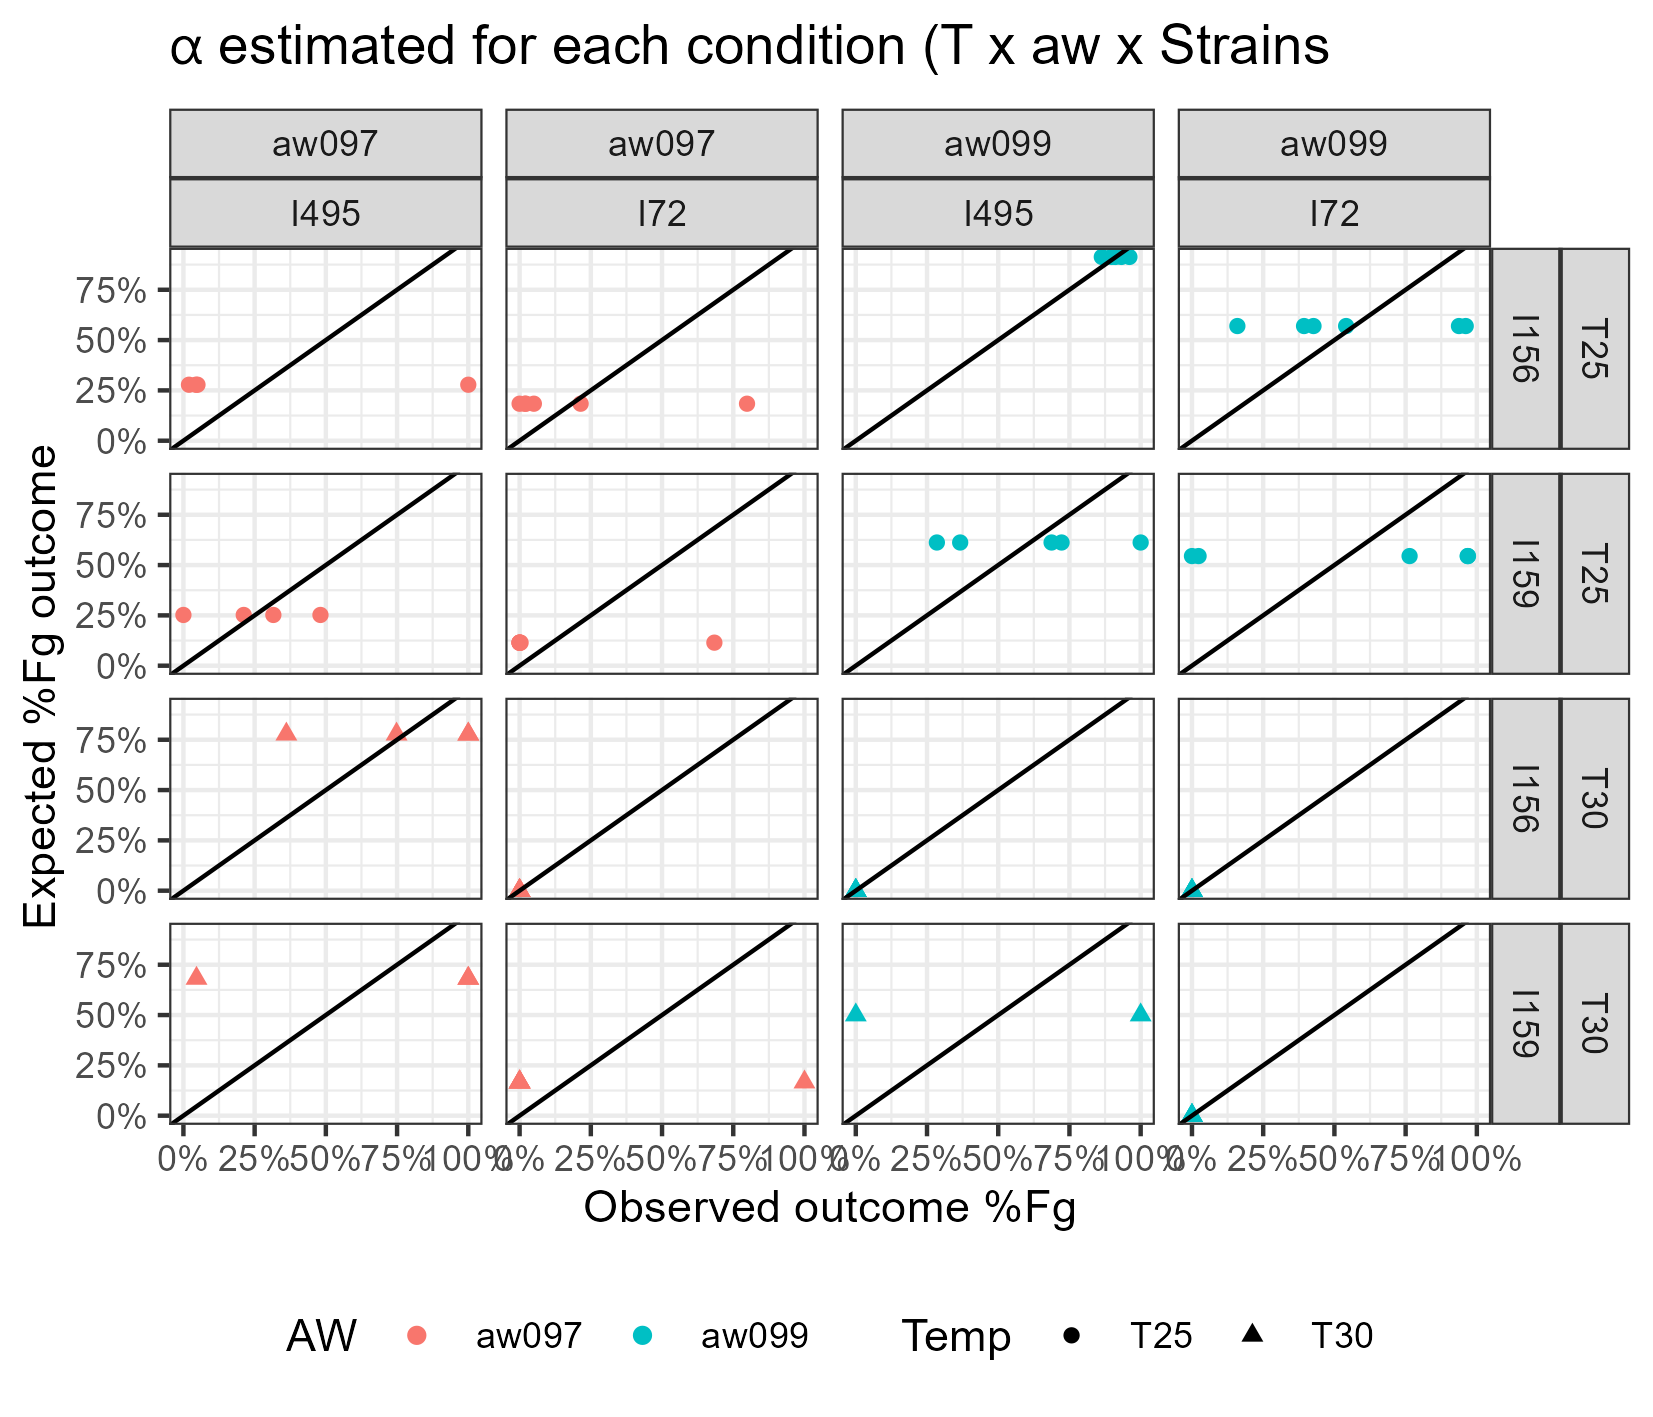 α estimated for each condition (T x aw x Strains
aw097 aw097 aw099 aw099
I495 I72 I495 I72
75%
50%
25%
0%
I156 T25
75%
50%
25%
0%
I159 T25
75%
50%
25%
0%
I156 T30
75%
50%
25%
0%
I159 T30
Expected %Fg outcome
0% 25% 50% 75% 100% 0% 25% 50% 75% 100% 0% 25% 50% 75% 100% 0% 25% 50% 75% 100%
Observed outcome %Fg
AW aw097 aw099 Temp T25 T30